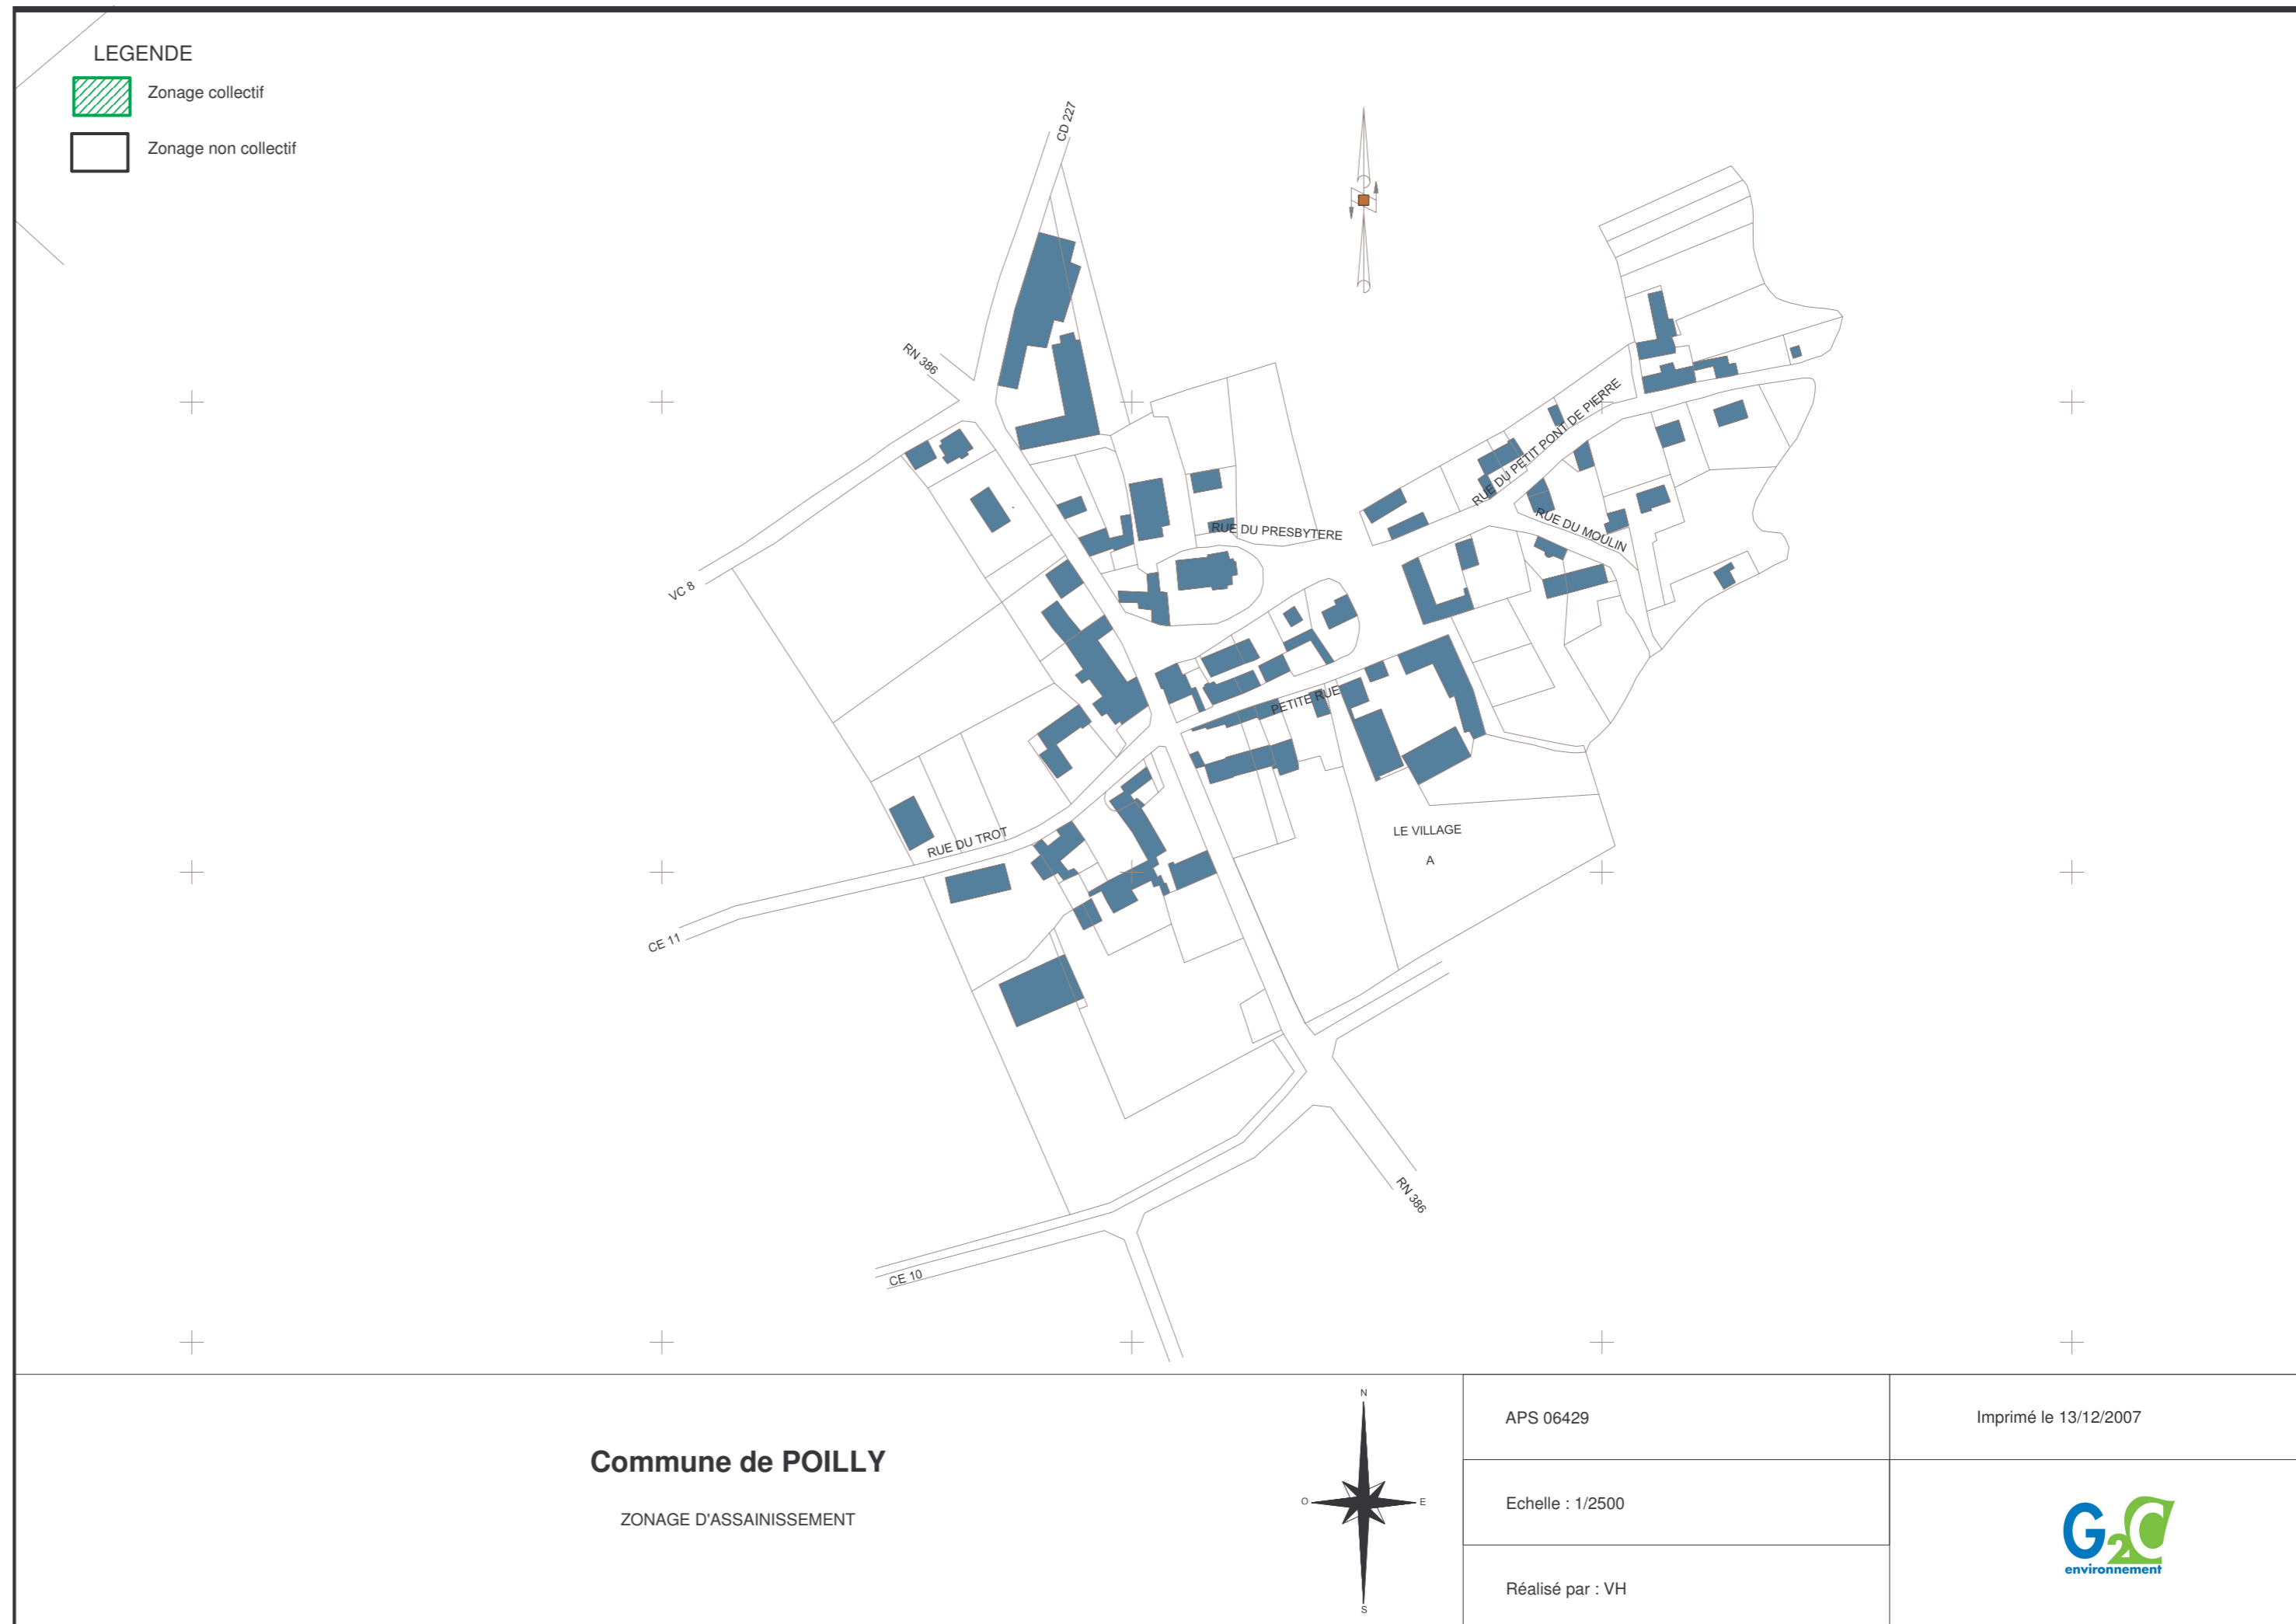 LEGENDE
Zonage collectif
Zonage non collectif
CD 227
RN 386
VC 8
RUE DU PRESBYTERE
RUE DU PETIT PONT DE PIERRE
RUE DU MOULIN
PETITE RUE
RUE DU TROT
LE VILLAGE
A
CE 11
RN 386
CE 10
Commune de POILLY
ZONAGE D'ASSAINISSEMENT
N
O
E
S
APS 06429
Imprimé le 13/12/2007
Echelle : 1/2500
Réalisé par : VH
G2C
environnement